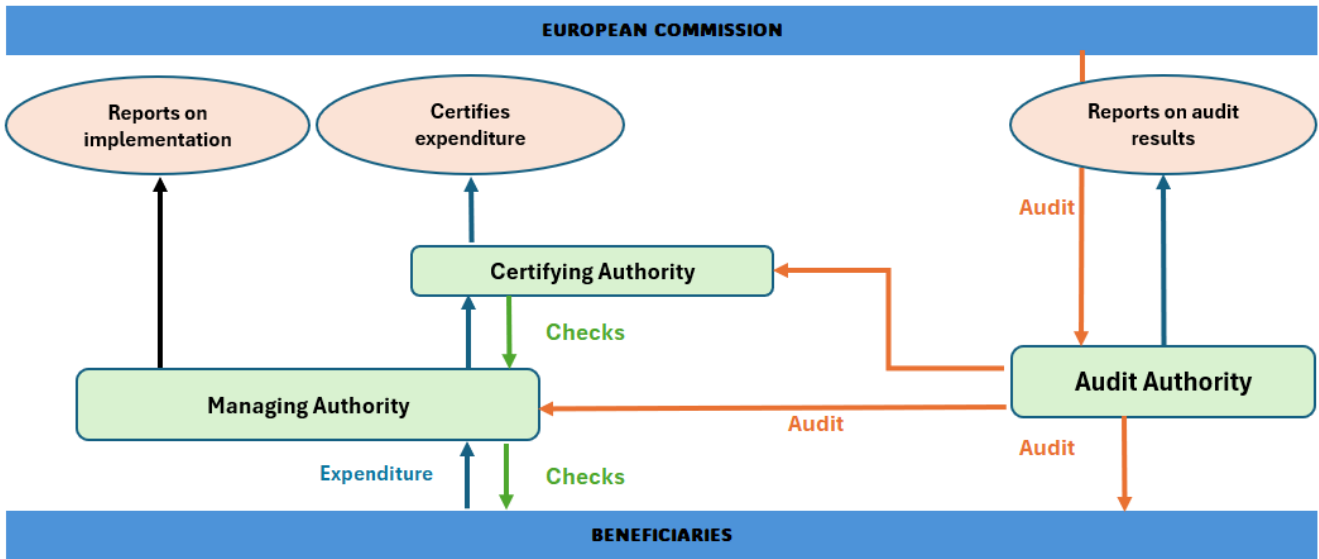 EUROPEAN COMMISSION
Reports on
implementation
Certifies
expenditure
Reports on audit
results
Audit
Certifying Authority
Checks
Audit Authority
Managing Authority
Audit
Audit
Expenditure
Checks
BENEFICIARIES